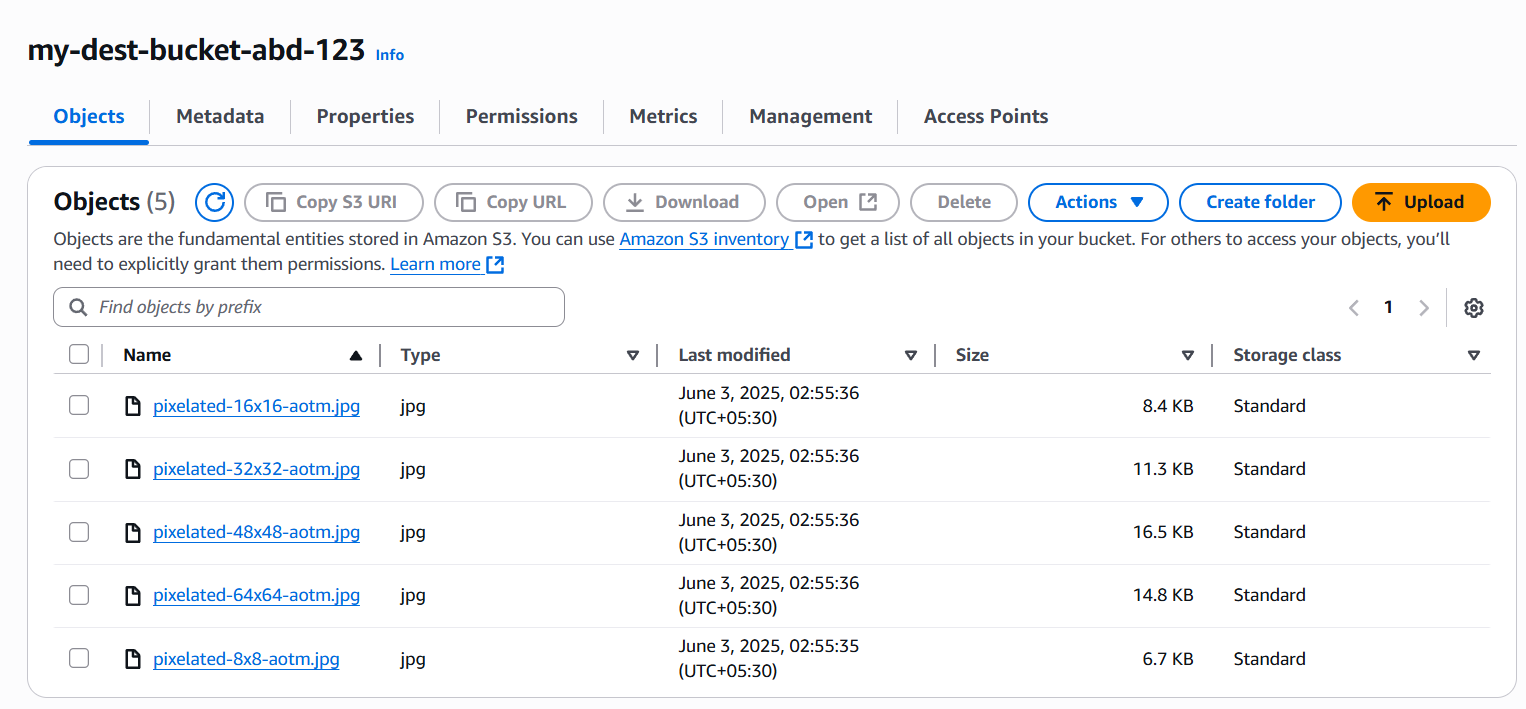 my-dest-bucket-abd-123 Info
Objects Metadata Properties Permissions Metrics Management Access Points
Objects (5) Copy S3 URI Copy URL Download Open Delete Actions Create folder Upload
Objects are the fundamental entities stored in Amazon S3. You can use Amazon S3 inventory to get a list of all objects in your bucket. For others to access your objects, you’ll
need to explicitly grant them permissions. Learn more
Find objects by prefix 1
Name Type Last modified Size Storage class
pixelated-16x16-aotm.jpg jpg June 3, 2025, 02:55:36 (UTC+05:30) 8.4 KB Standard
pixelated-32x32-aotm.jpg jpg June 3, 2025, 02:55:36 (UTC+05:30) 11.3 KB Standard
pixelated-48x48-aotm.jpg jpg June 3, 2025, 02:55:36 (UTC+05:30) 16.5 KB Standard
pixelated-64x64-aotm.jpg jpg June 3, 2025, 02:55:36 (UTC+05:30) 14.8 KB Standard
pixelated-8x8-aotm.jpg jpg June 3, 2025, 02:55:35 (UTC+05:30) 6.7 KB Standard